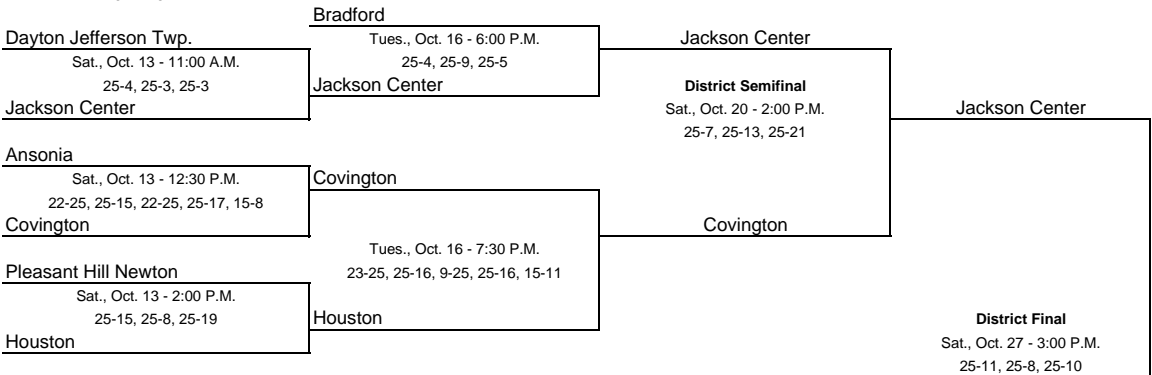 Bradford
Dayton Jefferson Twp.
Tues., Oct. 16 - 6:00 P.M.
Jackson Center
Sat., Oct. 13 - 11:00 A.M.
25-4, 25-9, 25-5
25-4, 25-3, 25-3
Jackson Center
District Semifinal
Jackson Center
Sat., Oct. 20 - 2:00 P.M.
Jackson Center
25-7, 25-13, 25-21
Ansonia
Sat., Oct. 13 - 12:30 P.M.
Covington
22-25, 25-15, 22-25, 25-17, 15-8
Covington
Covington
Tues., Oct. 16 - 7:30 P.M.
Pleasant Hill Newton
23-25, 25-16, 9-25, 25-16, 15-11
Sat., Oct. 13 - 2:00 P.M.
25-15, 25-8, 25-19
Houston
District Final
Houston
Sat., Oct. 27 - 3:00 P.M.
25-11, 25-8, 25-10